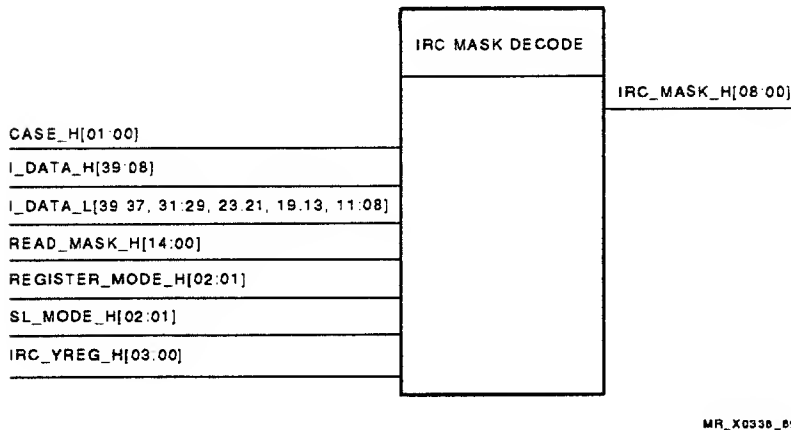 IRC MASK DECODE
IRC_MASK_H[08:00]
CASE_H[01:00]
I_DATA_H[39:08]
I_DATA_L[39 37, 31:29, 23.21, 19.13, 11:08]
READ_MASK_H[14:00]
REGISTER_MODE_H[02:01]
SL_MODE_H[02:01]
IRC_YREG_H[03.00]
MR_X0338_89